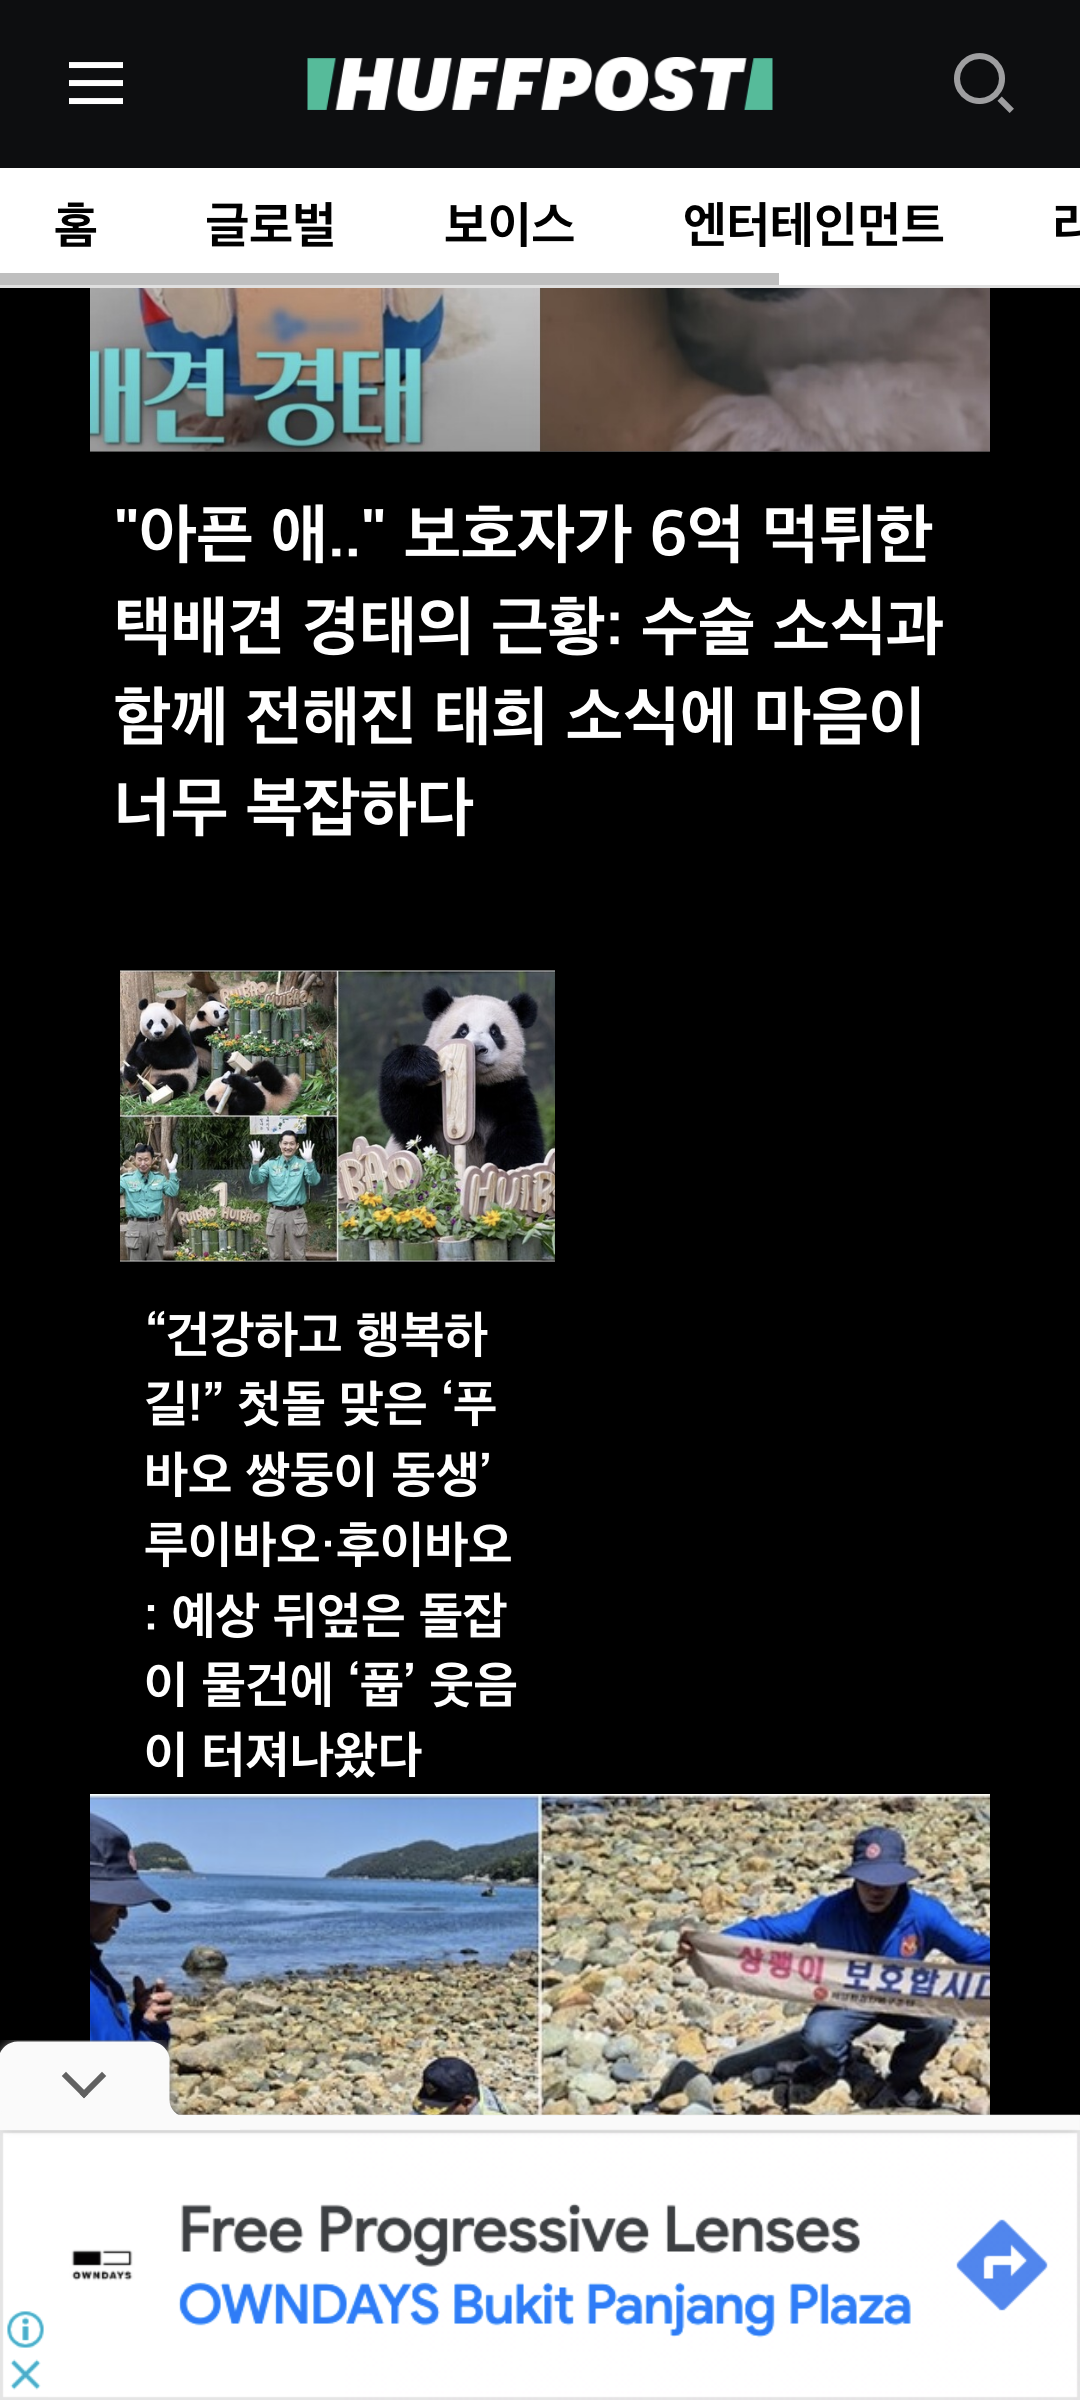 HUFFPOST
홈 글로벌 보이스 엔터테인먼트
배견 경태
"아픈 애.." 보호자가 6억 먹튀한
택배견 경태의 근황: 수술 소식과
함께 전해진 태희 소식에 마음이
너무 복잡하다
RUIBAO
HUIBAO
1
BAO
HUIB
1
RUIBAO HUIBAO
“건강하고 행복하
길!” 첫돌 맞은 ‘푸
바오 쌍둥이 동생’
루이바오·후이바오
: 예상 뒤엎은 돌잡
이 물건에 ‘풉’ 웃음
이 터져나왔다
상괭이 보호합시다
Free Progressive Lenses
OWNDAYS
OWNDAYS Bukit Panjang Plaza